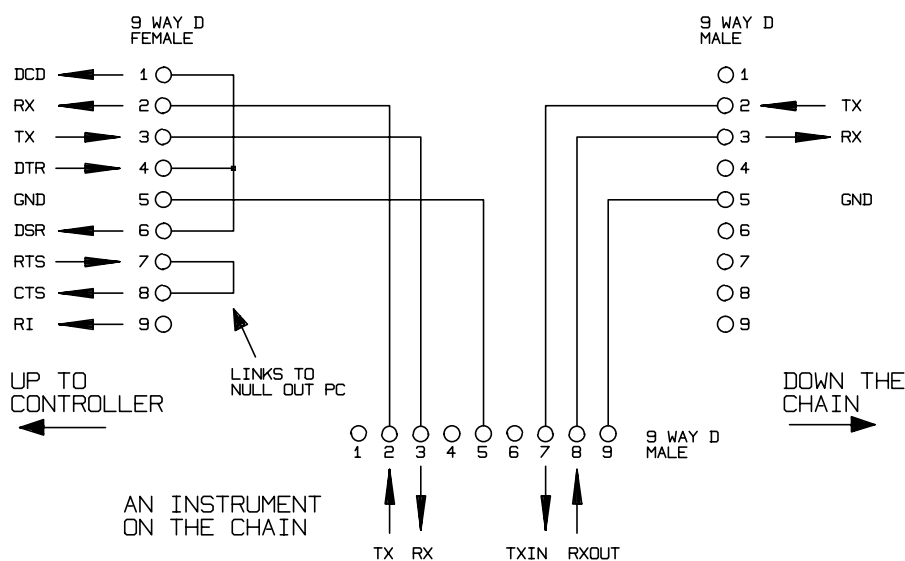 9 WAY D
FEMALE
9 WAY D
MALE
DCD 1
RX 2
TX 3
DTR 4
GND 5
DSR 6
RTS 7
CTS 8
RI 9
1
2 TX
3 RX
4
5 GND
6
7
8
9
LINKS TO
NULL OUT PC
UP TO
CONTROLLER
DOWN THE
CHAIN
1 2 3 4 5 6 7 8 9
9 WAY D
MALE
AN INSTRUMENT
ON THE CHAIN
TX RX TXIN RXOUT